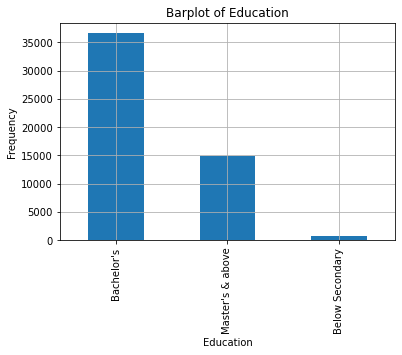 Barplot of Education
Frequency
35000
30000
25000
20000
15000
10000
5000
0
Bachelor's
Master's & above
Below Secondary
Education